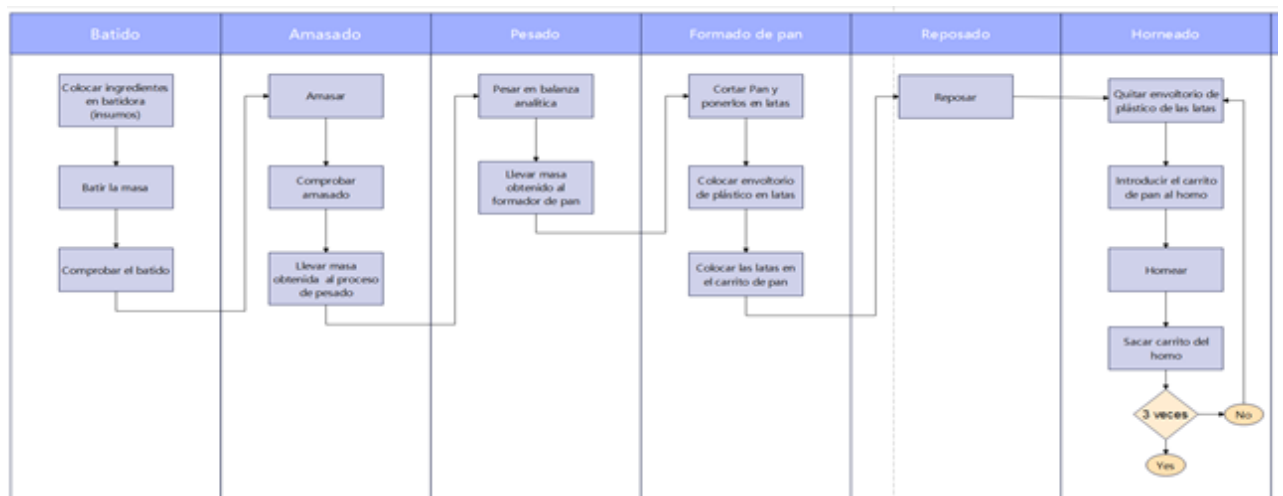 Batido
Amasado
Pesado
Formado de pan
Reposado
Horneado
Colocar ingredientes
en batidora
(insumos)
Batir la masa
Comprobar el batido
Amasar
Comprobar
amasado
Llevar masa
obtenida al proceso
de pesado
Pesar en balanza
analítica
Llevar masa
obtenido al
formador de pan
Cortar Pan y
ponerlos en latas
Colocar envoltorio
de plástico en latas
Colocar las latas en
el carrito de pan
Reposar
Quitar envoltorio de
plástico de las latas
Introducir el carrito
de pan al horno
Hornear
Sacar carrito del
horno
3 veces
No
Yes